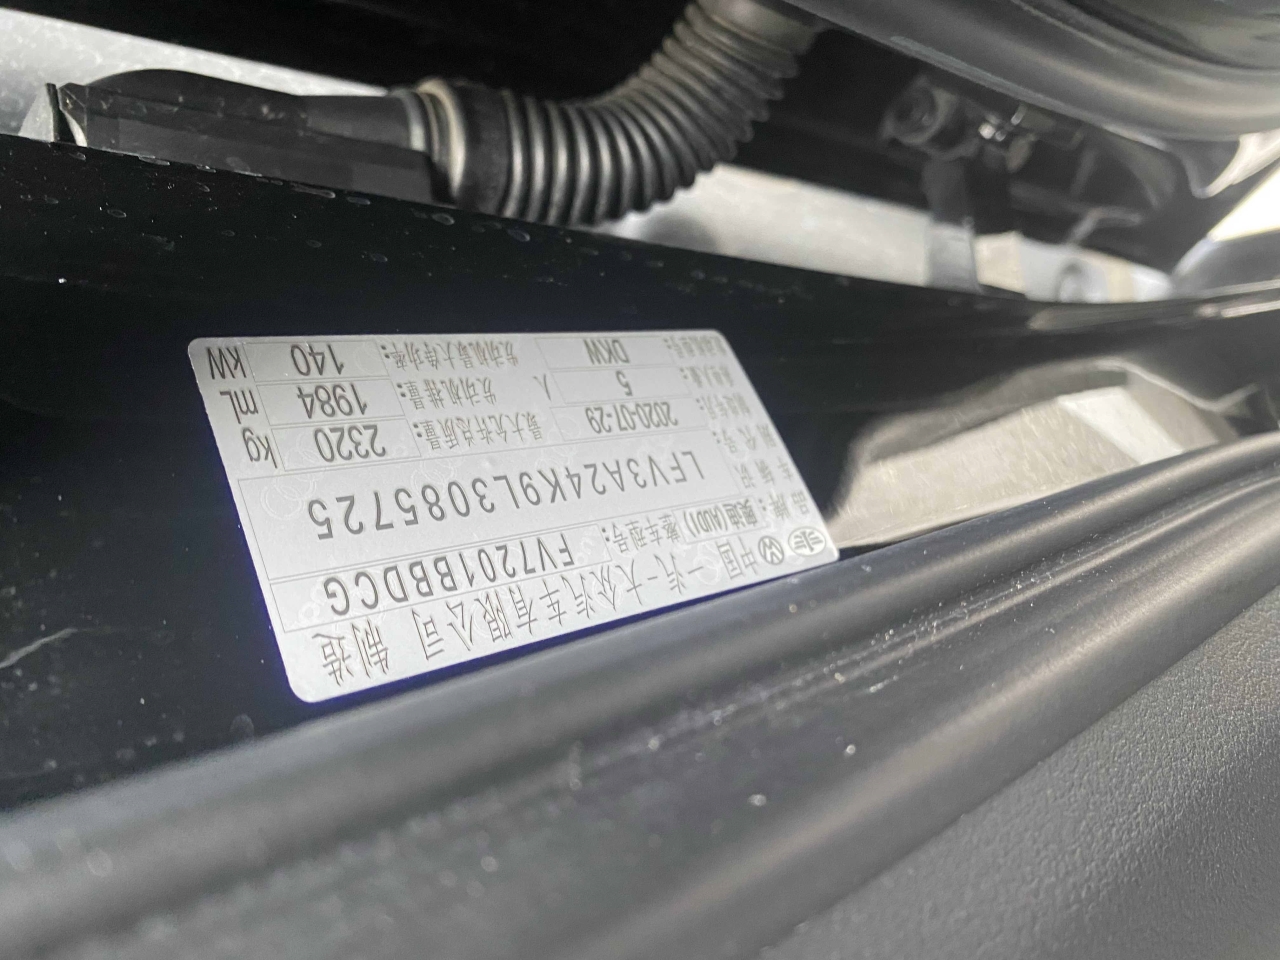 中国 一汽-大众汽车有限公司 制造
品牌：奥迪(AUDI) 整车型号：FV7201BBDCG
LFV3A24K9L3085725
2020-07-29 最大允许总质量：2320 kg
5 人 发动机排量：1984 mL
DKW 发动机最大净功率：140 kW